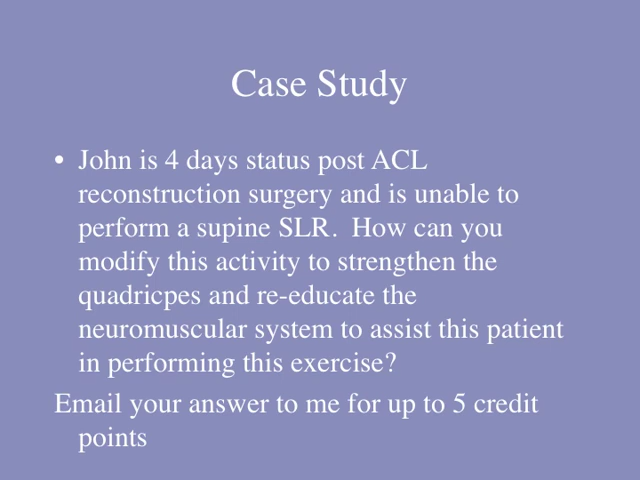 Case Study
• John is 4 days status post ACL
reconstruction surgery and is unable to
perform a supine SLR.  How can you
modify this activity to strengthen the
quadricpes and re-educate the
neuromuscular system to assist this patient
in performing this exercise?
Email your answer to me for up to 5 credit
points